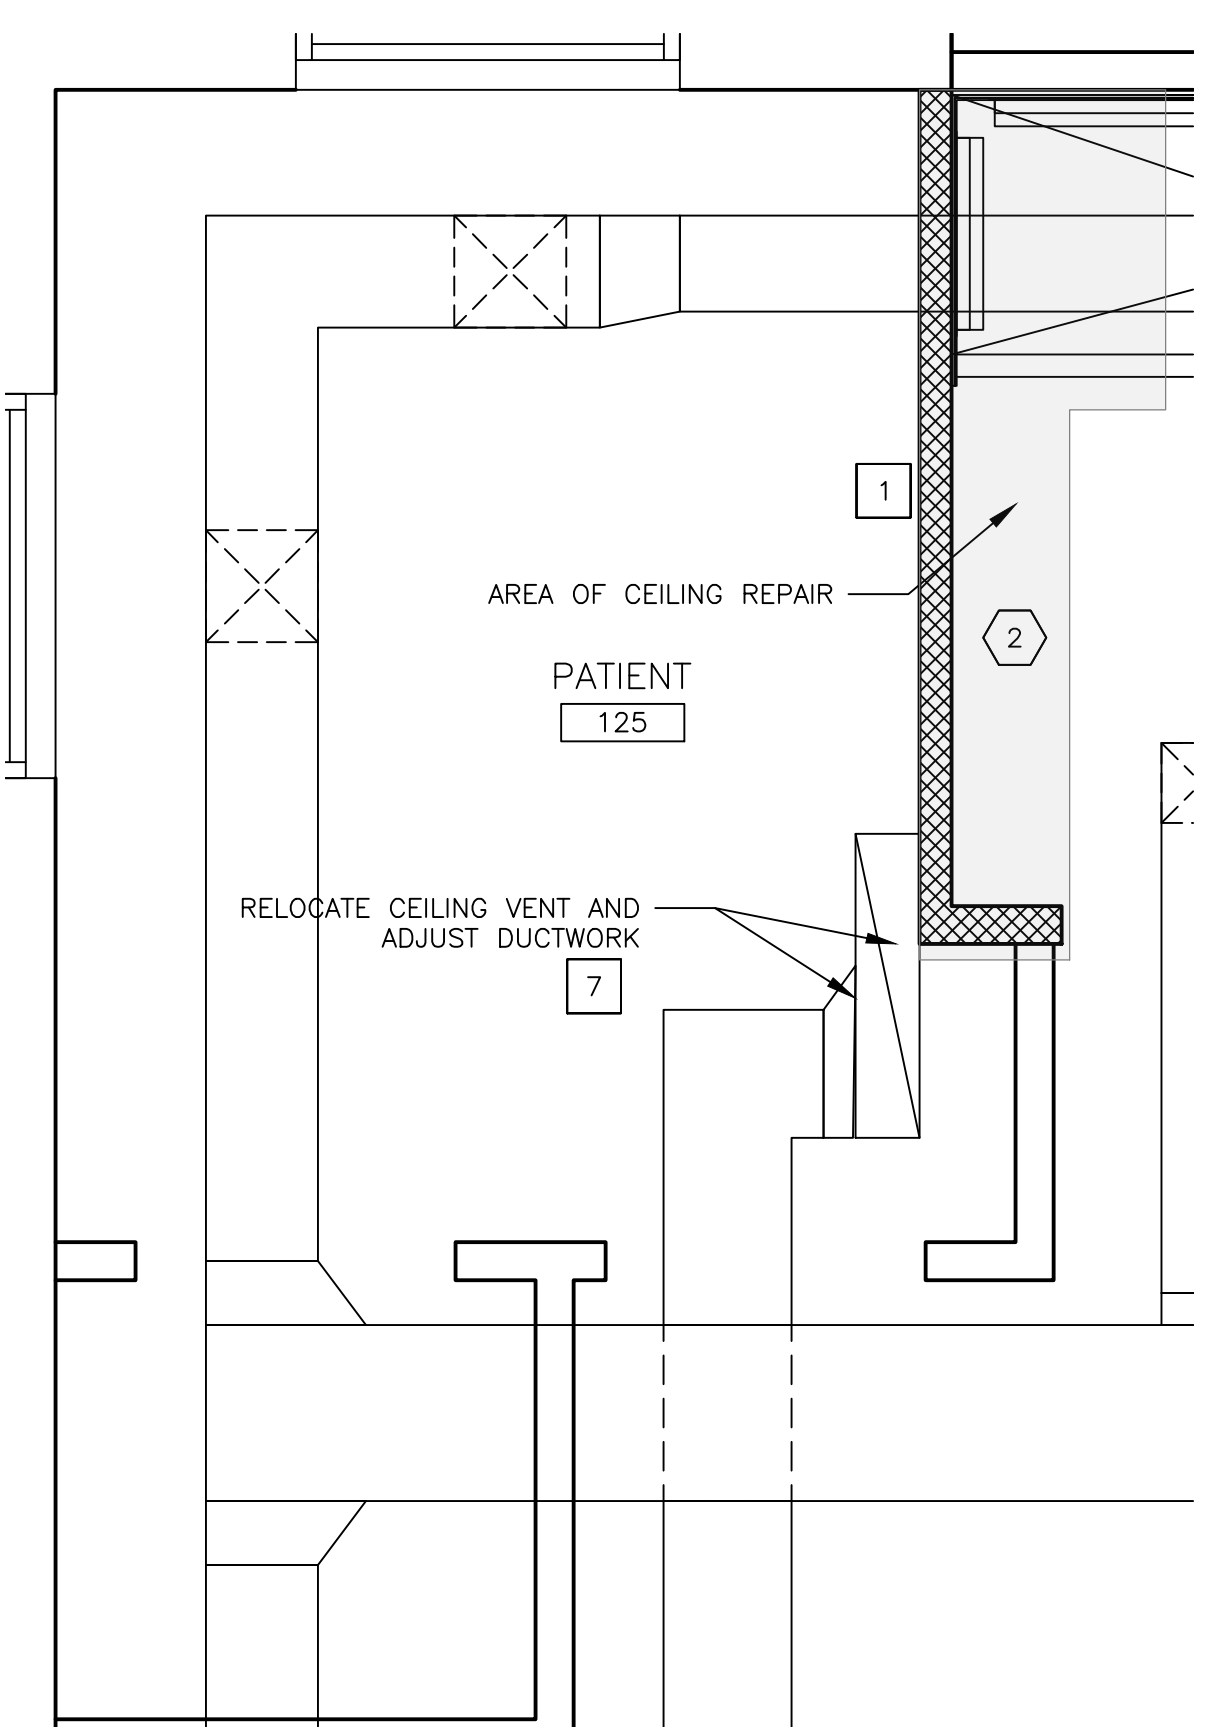 1
AREA OF CEILING REPAIR
2
PATIENT
125
RELOCATE CEILING VENT AND
ADJUST DUCTWORK
7